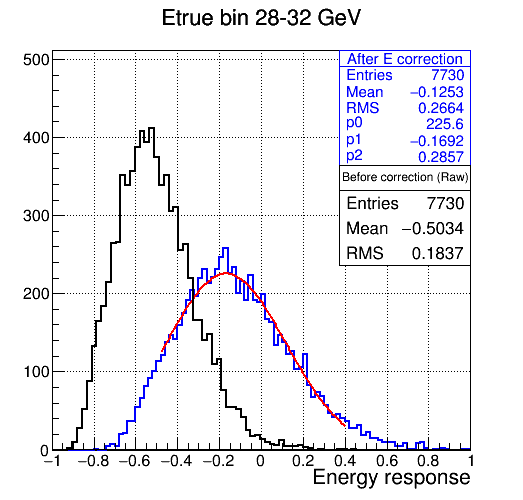 Etrue bin 28-32 GeV
After E correction
Entries 7730
Mean −0.1253
RMS 0.2664
p0 225.6
p1 −0.1692
p2 0.2857
Before correction (Raw)
Entries 7730
Mean −0.5034
RMS 0.1837
500
400
300
200
100
0
−1 −0.8 −0.6 −0.4 −0.2 0 0.2 0.4 0.6 0.8 1
Energy response